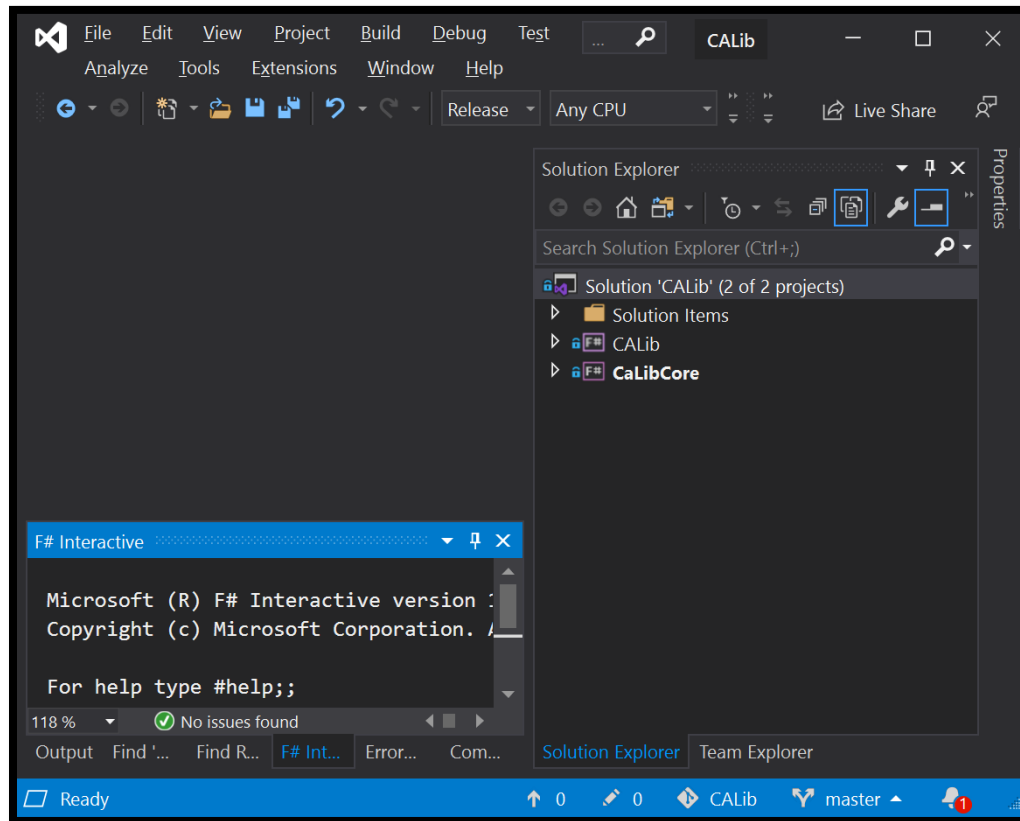 File Edit View Project Build Debug Test ... CALib
Analyze Tools Extensions Window Help
Release Any CPU Live Share
Solution Explorer
Properties
Search Solution Explorer (Ctrl+;)
Solution 'CALib' (2 of 2 projects)
Solution Items
F# CALib
F# CaLibCore
F# Interactive
Microsoft (R) F# Interactive version
Copyright (c) Microsoft Corporation.
For help type #help;;
118 % No issues found
Output Find '... Find R... F# Int... Error... Com... Solution Explorer Team Explorer
Ready 0 0 CALib master 1